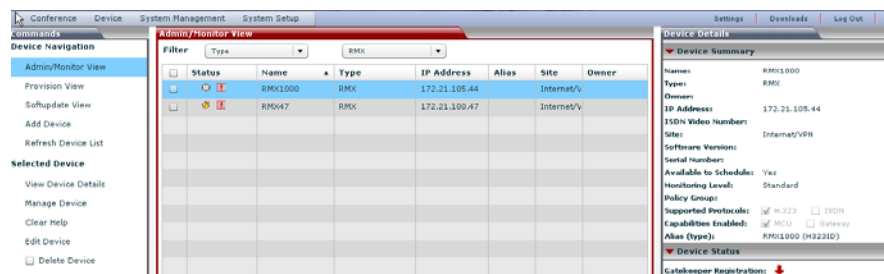 Conference Device System Management System Setup Settings Downloads Log Out
Commands
Device Navigation
Admin/Monitor View
Provision View
Softupdate View
Add Device
Refresh Device List
Selected Device
View Device Details
Manage Device
Clear Help
Edit Device
Delete Device
Admin/Monitor View
Filter Type RMX
Status Name Type IP Address Alias Site Owner
RMX1000 RMX 172.21.105.44 Internet/V
RMX47 RMX 172.21.100.47 Internet/V
Device Details
Device Summary
Name: RMX1000
Type: RMX
Owner:
IP Address: 172.21.105.44
ISDN Video Number:
Site: Internet/VPN
Software Version:
Serial Number:
Available to Schedule: Yes
Monitoring Level: Standard
Policy Group:
Supported Protocols: H.323 ISDN
Capabilities Enabled: MCU Gateway
Alias (type): RMX1000 (H323ID)
Device Status
Gatekeeper Registration: